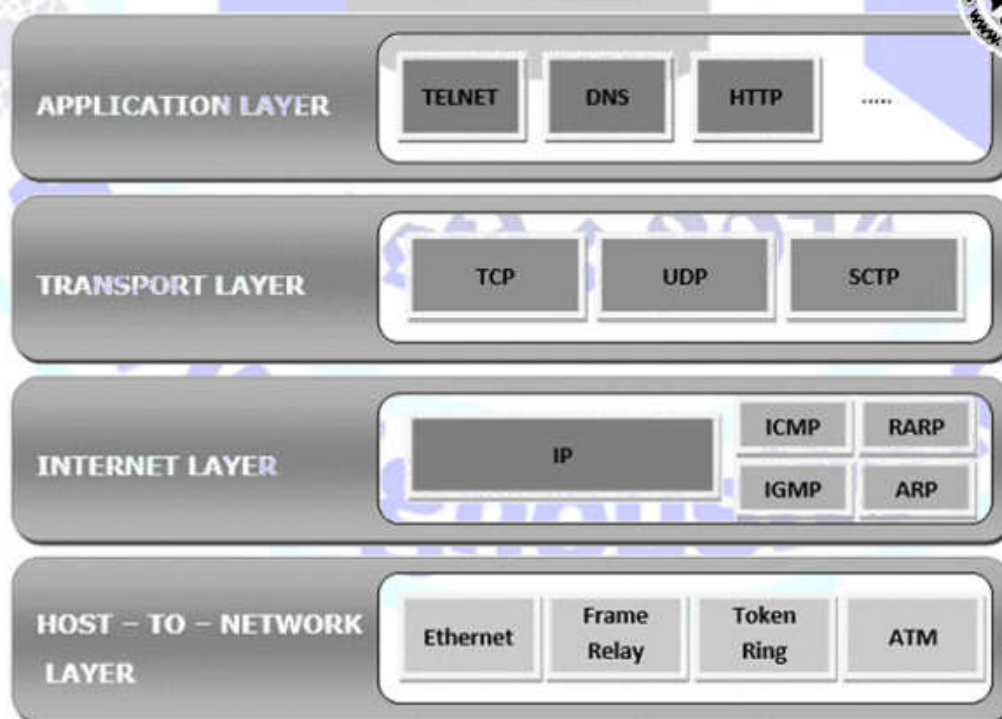 APPLICATION LAYER
TELNET DNS HTTP .....
TRANSPORT LAYER
TCP UDP SCTP
INTERNET LAYER
IP
ICMP RARP
IGMP ARP
HOST – TO – NETWORK
LAYER
Ethernet
Frame
Relay
Token
Ring
ATM